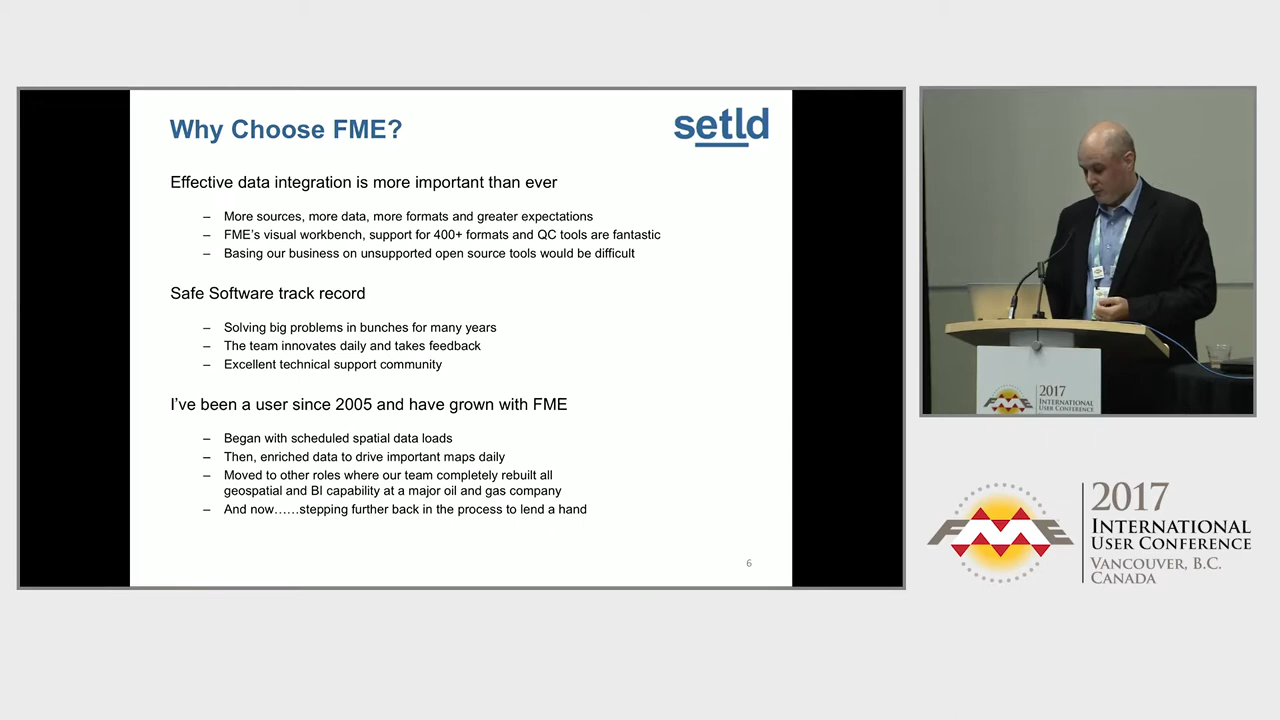 Why Choose FME?
setld
Effective data integration is more important than ever
– More sources, more data, more formats and greater expectations
– FME's visual workbench, support for 400+ formats and QC tools are fantastic
– Basing our business on unsupported open source tools would be difficult
Safe Software track record
– Solving big problems in bunches for many years
– The team innovates daily and takes feedback
– Excellent technical support community
I've been a user since 2005 and have grown with FME
– Began with scheduled spatial data loads
– Then, enriched data to drive important maps daily
– Moved to other roles where our team completely rebuilt all
geospatial and BI capability at a major oil and gas company
– And now……stepping further back in the process to lend a hand
6
FME
2017
INTERNATIONAL
USER CONFERENCE
FME
2017
INTERNATIONAL
USER CONFERENCE
VANCOUVER, B.C.
CANADA